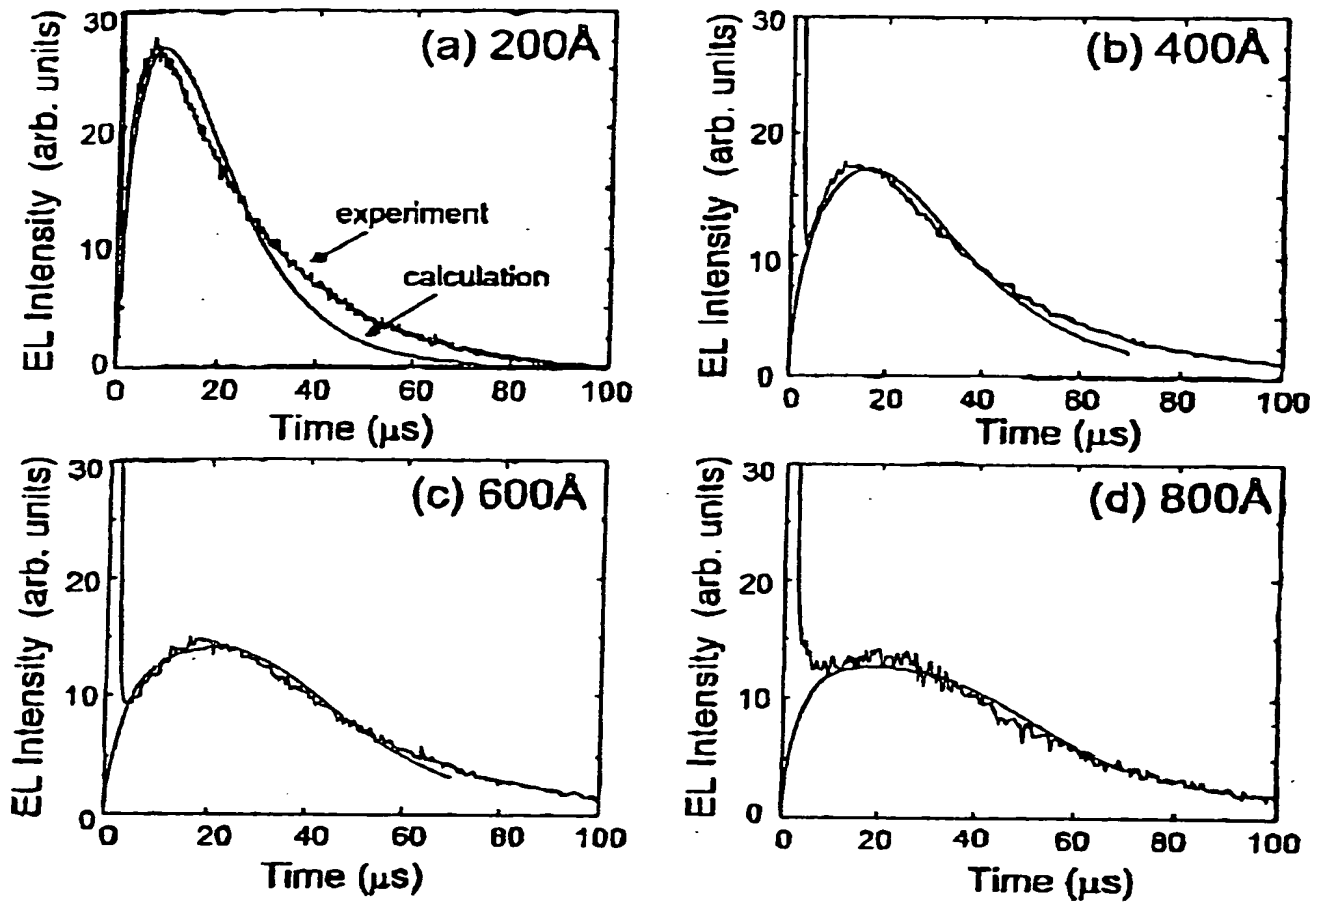 (a) 200Å
EL Intensity (arb. units)
30
20
10
0
experiment
calculation
0 20 40 60 80 100
Time (μs)
(b) 400Å
EL Intensity (arb. units)
30
20
10
0
0 20 40 60 80 100
Time (μs)
(c) 600Å
EL Intensity (arb. units)
30
20
10
0
0 20 40 60 80 100
Time (μs)
(d) 800Å
EL Intensity (arb. units)
30
20
10
0
0 20 40 60 80 100
Time (μs)